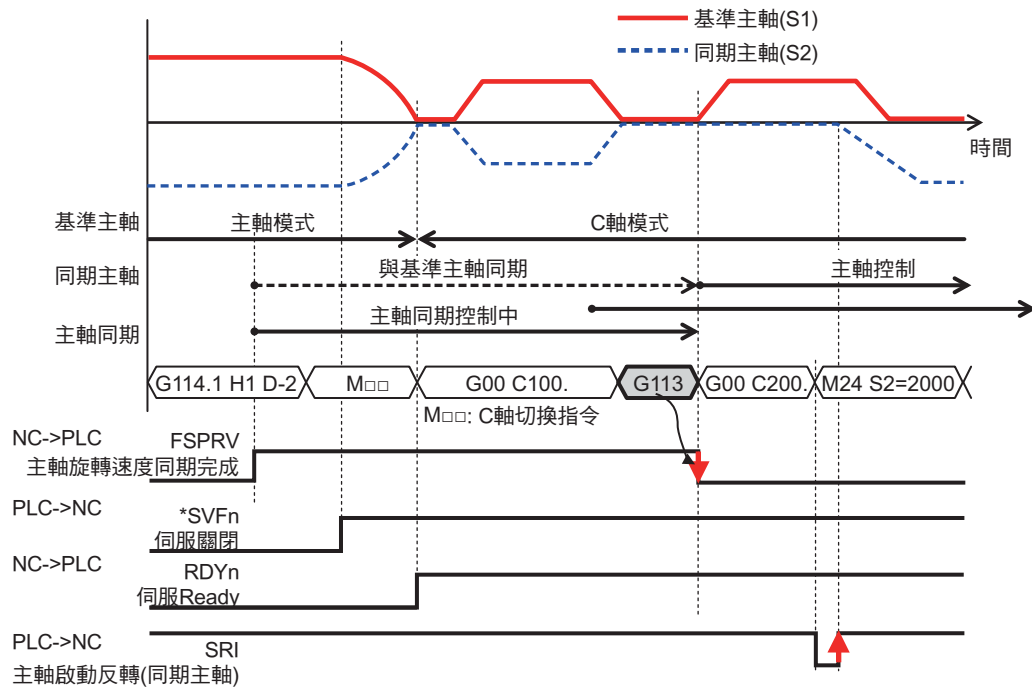 基準主軸(S1)
同期主軸(S2)
時間
基準主軸
主軸模式
C軸模式
同期主軸
與基準主軸同期
主軸控制
主軸同期
主軸同期控制中
G114.1 H1 D-2
M□□
G00 C100.
G113
G00 C200.
M24 S2=2000
M□□: C軸切換指令
NC->PLC
FSPRV
主軸旋轉速度同期完成
PLC->NC
*SVFn
伺服關閉
NC->PLC
RDYn
伺服Ready
PLC->NC
SRI
主軸啟動反轉(同期主軸)